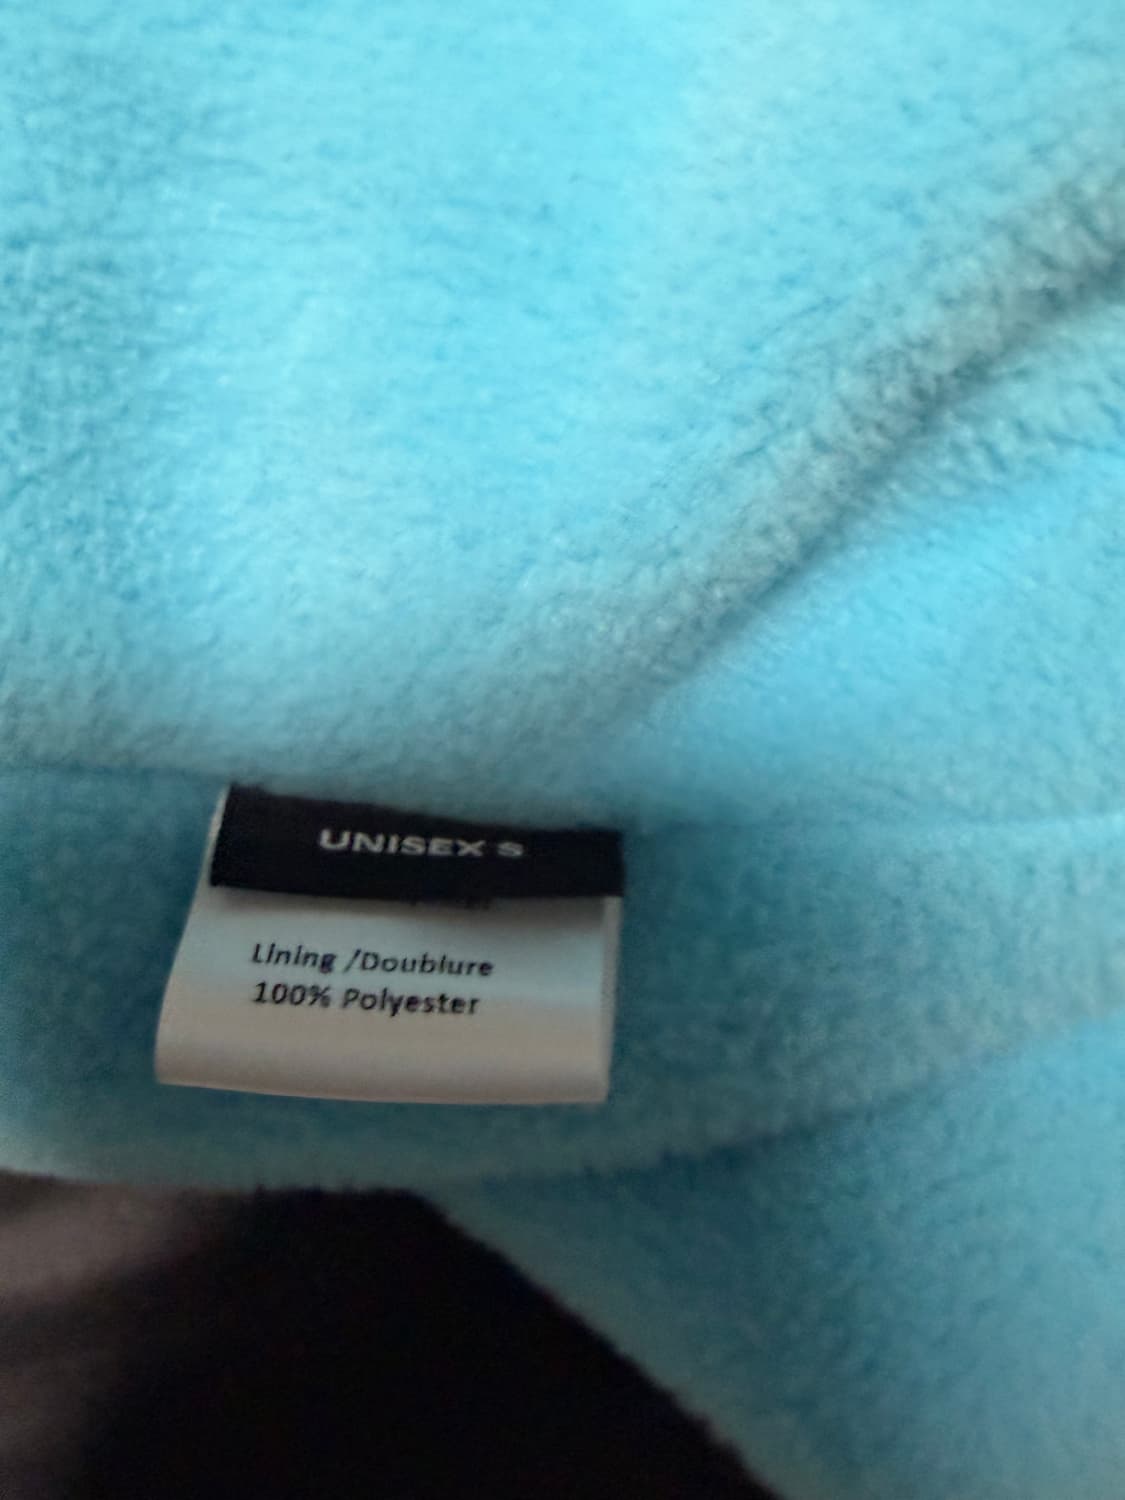 UNISEX S
Lining /Doublure
100% Polyester